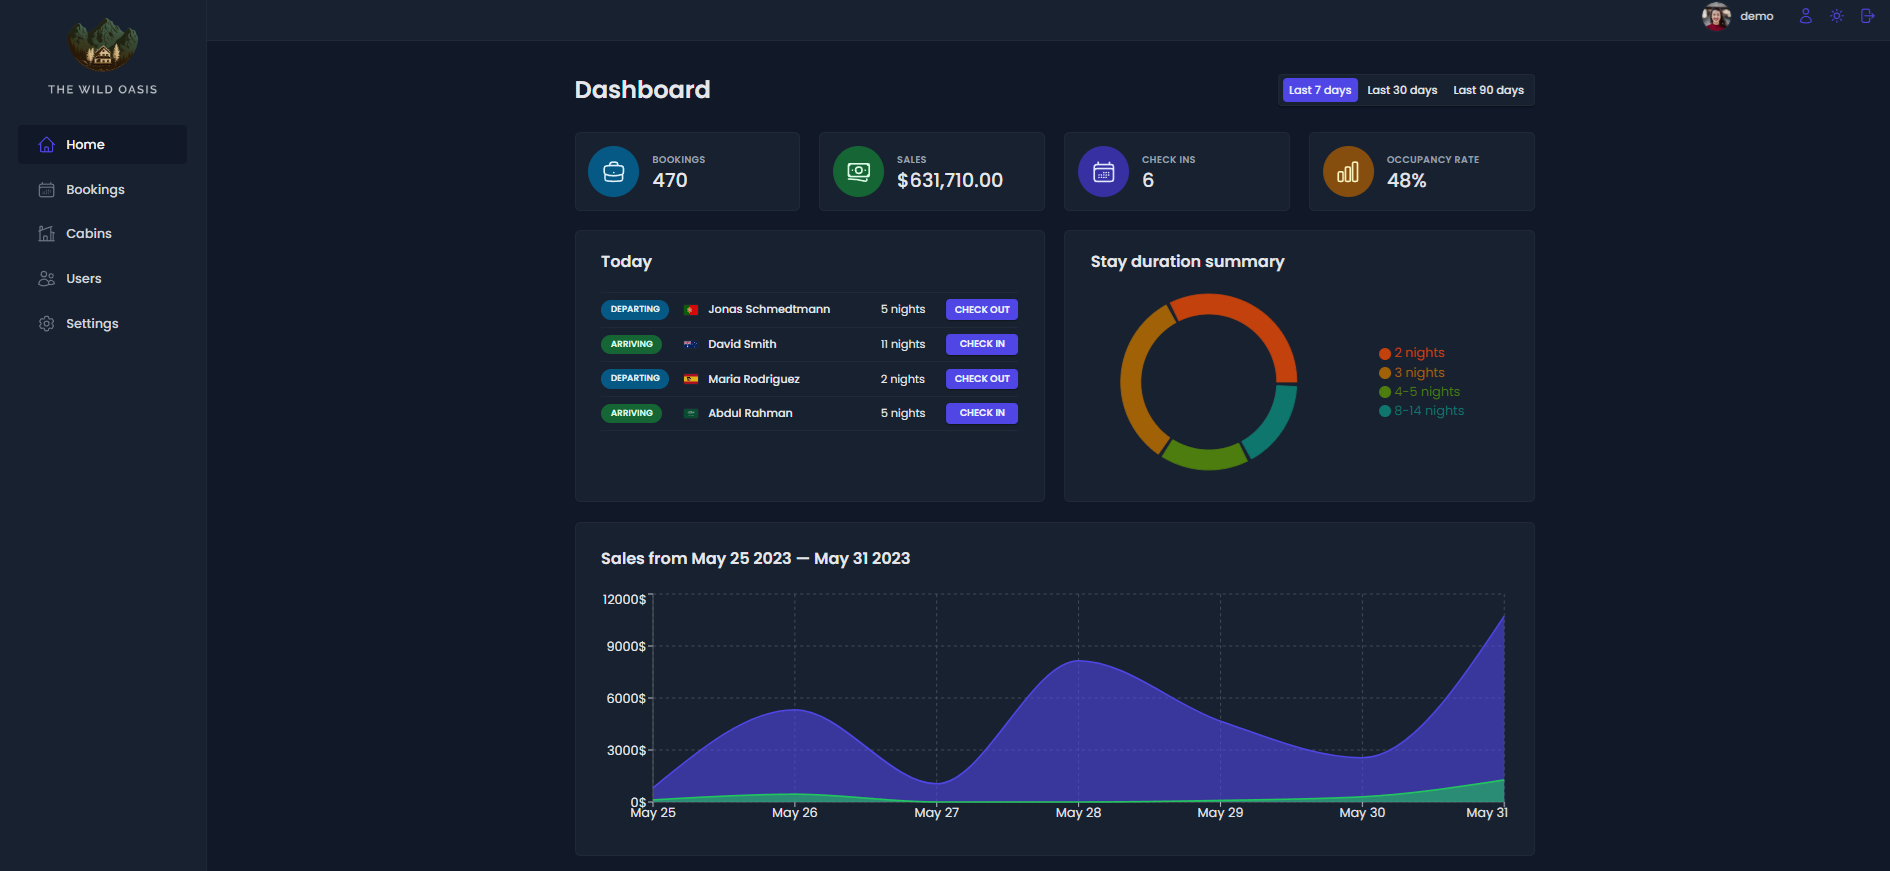 THE WILD OASIS
Home
Bookings
Cabins
Users
Settings
demo
Dashboard
Last 7 days Last 30 days Last 90 days
BOOKINGS
470
SALES
$631,710.00
CHECK INS
6
OCCUPANCY RATE
48%
Today
DEPARTING Jonas Schmedtmann 5 nights CHECK OUT
ARRIVING David Smith 11 nights CHECK IN
DEPARTING Maria Rodriguez 2 nights CHECK OUT
ARRIVING Abdul Rahman 5 nights CHECK IN
Stay duration summary
2 nights
3 nights
4-5 nights
8-14 nights
Sales from May 25 2023 — May 31 2023
12000$
9000$
6000$
3000$
0$
May 25 May 26 May 27 May 28 May 29 May 30 May 31